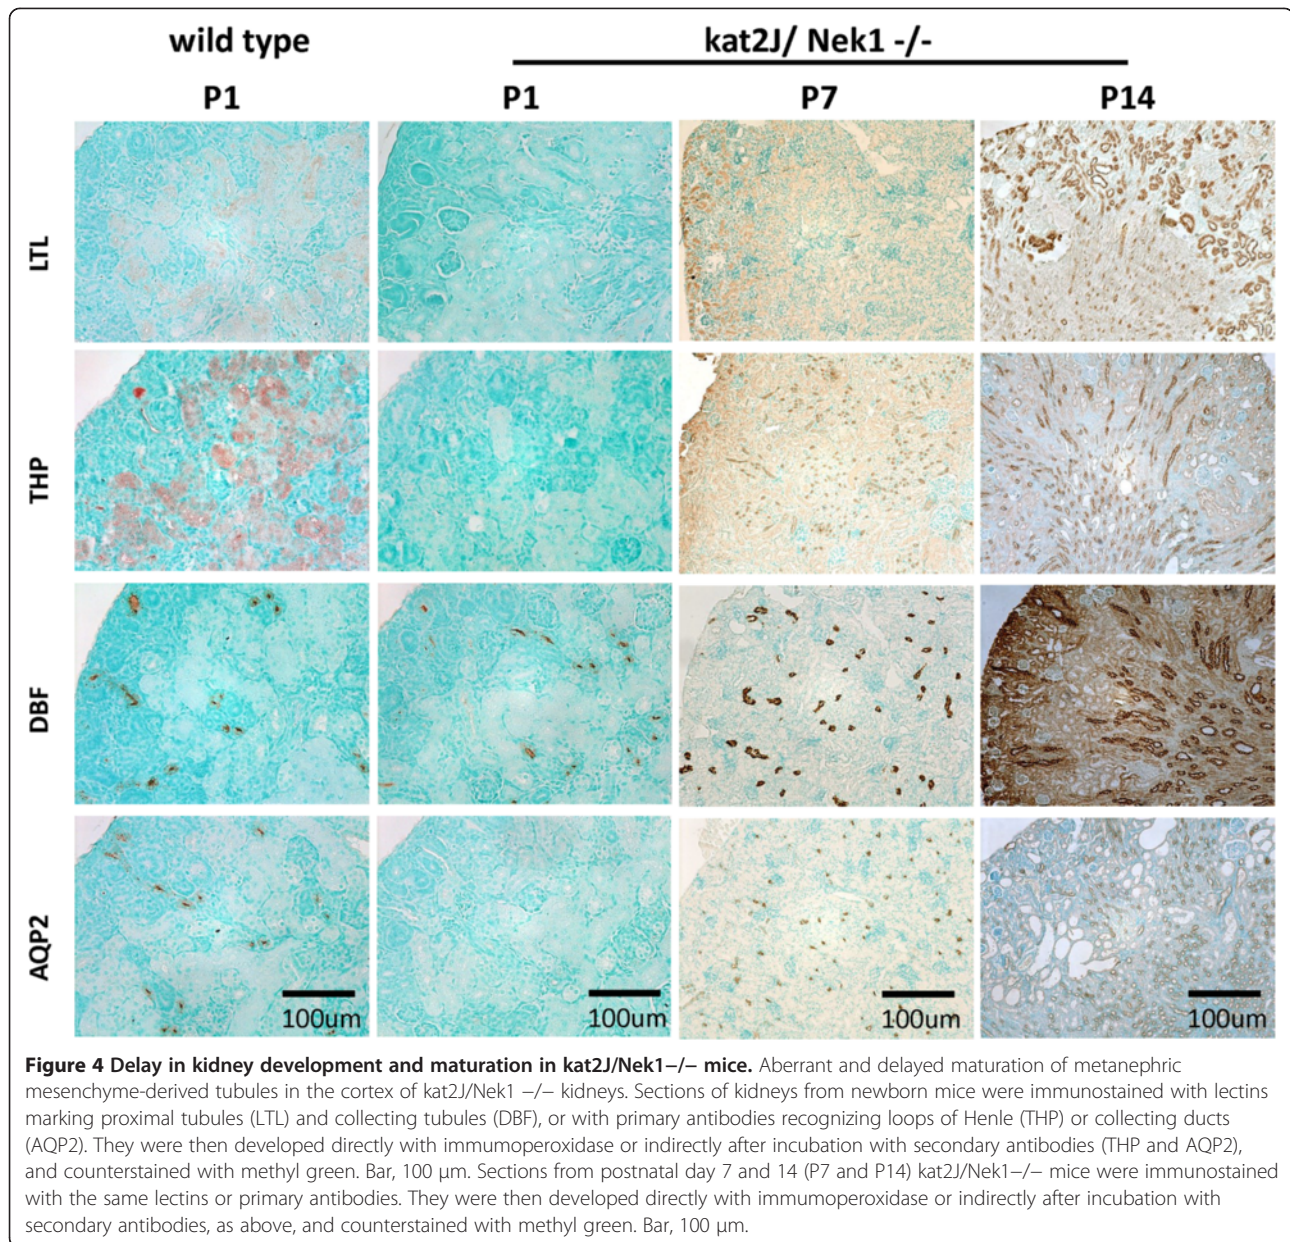 wild type
kat2J/ Nek1 -/-
P1
P1
P7
P14
LTL
THP
DBF
AQP2
100um
100um
100um
100um
Figure 4 Delay in kidney development and maturation in kat2J/Nek1−/− mice. Aberrant and delayed maturation of metanephric
mesenchyme-derived tubules in the cortex of kat2J/Nek1 −/− kidneys. Sections of kidneys from newborn mice were immunostained with lectins
marking proximal tubules (LTL) and collecting tubules (DBF), or with primary antibodies recognizing loops of Henle (THP) or collecting ducts
(AQP2). They were then developed directly with immumoperoxidase or indirectly after incubation with secondary antibodies (THP and AQP2),
and counterstained with methyl green. Bar, 100 μm. Sections from postnatal day 7 and 14 (P7 and P14) kat2J/Nek1−/− mice were immunostained
with the same lectins or primary antibodies. They were then developed directly with immumoperoxidase or indirectly after incubation with
secondary antibodies, as above, and counterstained with methyl green. Bar, 100 μm.